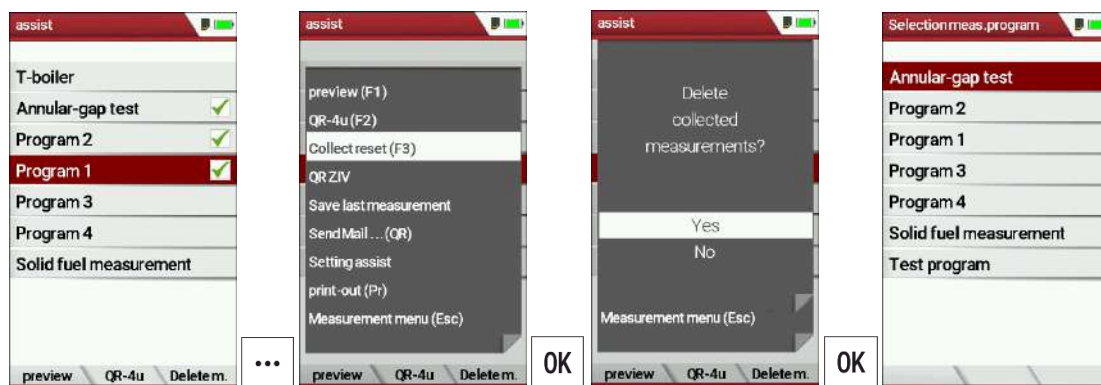 assist
T-boiler
Annular-gap test
Program 2
Program 1
Program 3
Program 4
Solid fuel measurement
preview QR-4u Delete m.
...
assist
preview (F1)
QR-4u (F2)
Collect reset (F3)
QR ZIV
Save last measurement
Send Mail ... (QR)
Setting assist
print-out (Pr)
Measurement menu (Esc)
preview QR-4u Delete m.
OK
assist
Delete
collected
measurements?
Yes
No
Measurement menu (Esc)
preview QR-4u Delete m.
OK
Selection meas.program
Annular-gap test
Program 2
Program 1
Program 3
Program 4
Solid fuel measurement
Test program